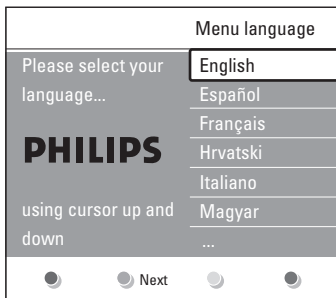 Menu language
Please select your
language...
PHILIPS
using cursor up and
down
English
Español
Français
Hrvatski
Italiano
Magyar
...
Next